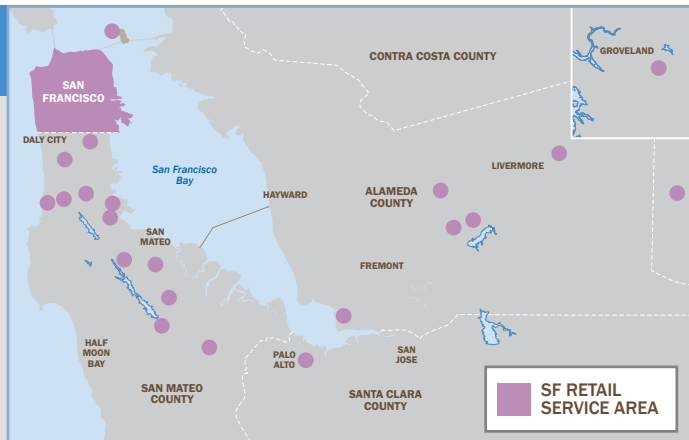 CONTRA COSTA COUNTY
GROVELAND
SAN
FRANCISCO
DALY CITY
San Francisco
Bay
HAYWARD
ALAMEDA
COUNTY
LIVERMORE
SAN
MATEO
FREMONT
HALF
MOON
BAY
PALO
ALTO
SAN
JOSE
SAN MATEO
COUNTY
SANTA CLARA
COUNTY
SF RETAIL
SERVICE AREA